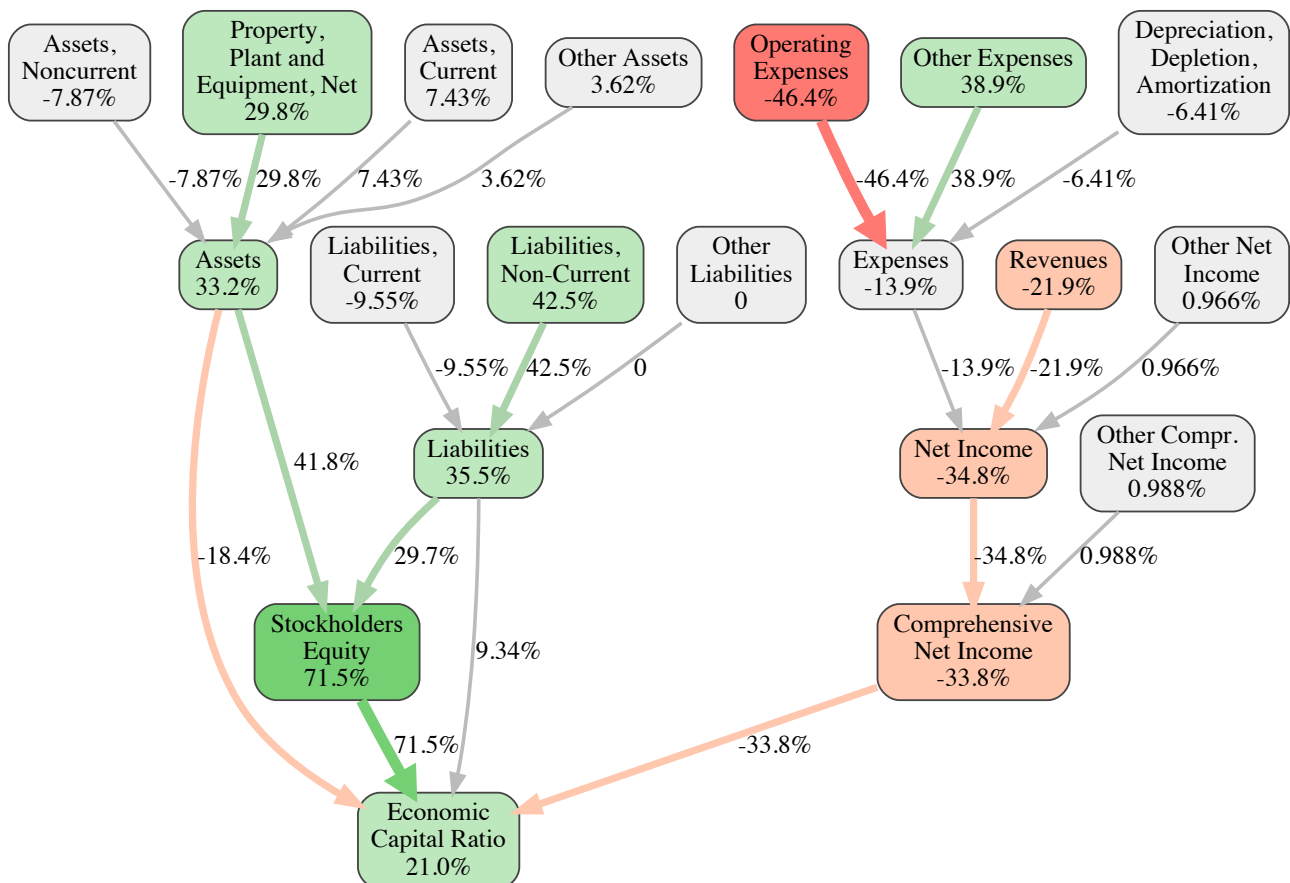 Assets,
Noncurrent
-7.87%
Property,
Plant and
Equipment, Net
29.8%
Assets,
Current
7.43%
Other Assets
3.62%
Operating
Expenses
-46.4%
Other Expenses
38.9%
Depreciation,
Depletion,
Amortization
-6.41%
-7.87%
29.8%
7.43%
3.62%
-46.4%
38.9%
-6.41%
Assets
33.2%
Liabilities,
Current
-9.55%
Liabilities,
Non-Current
42.5%
Other
Liabilities
0
Expenses
-13.9%
Revenues
-21.9%
Other Net
Income
0.966%
-9.55%
42.5%
0
-13.9%
-21.9%
0.966%
41.8%
Liabilities
35.5%
Net Income
-34.8%
Other Compr.
Net Income
0.988%
-18.4%
29.7%
-34.8%
0.988%
Stockholders
Equity
71.5%
9.34%
Comprehensive
Net Income
-33.8%
71.5%
-33.8%
Economic
Capital Ratio
21.0%